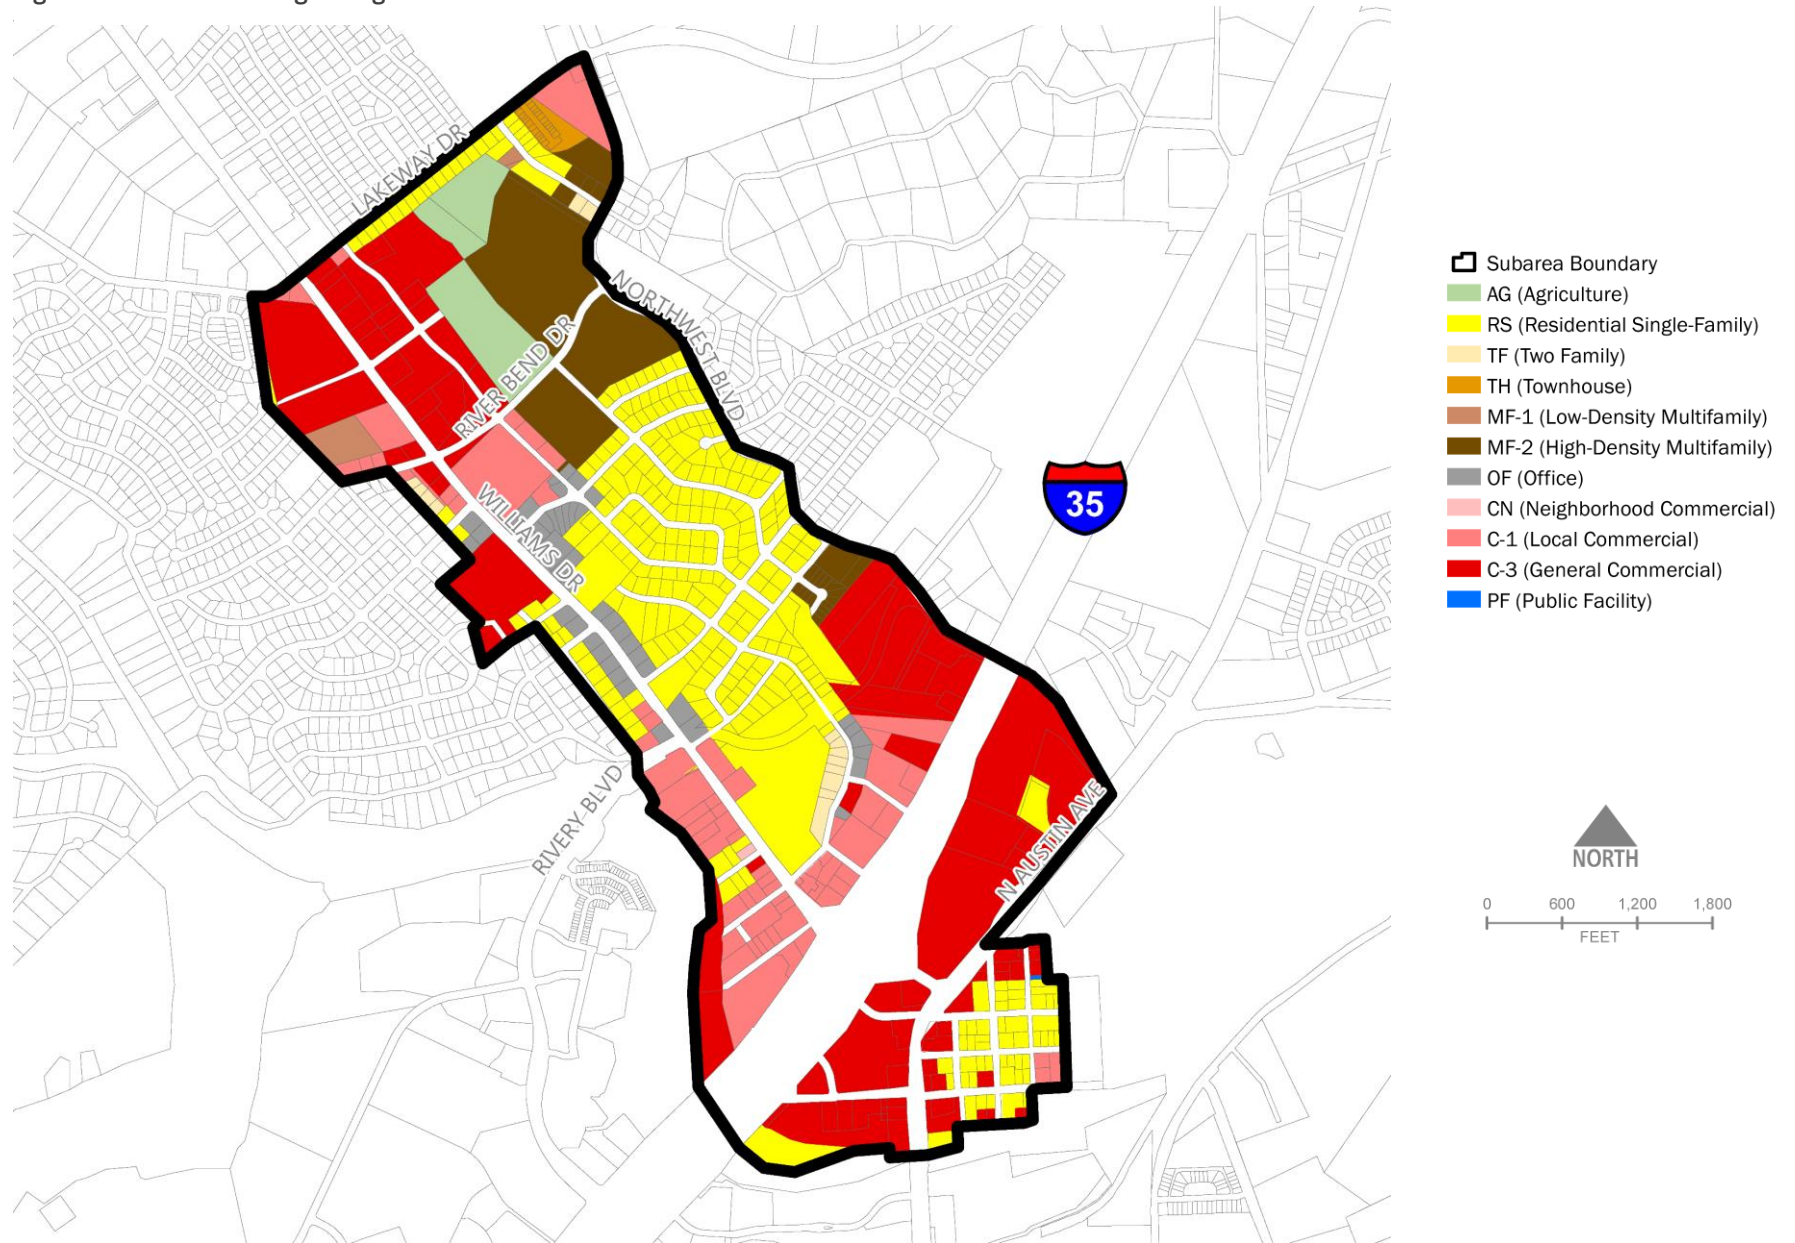 LAKEWAY DR
NORTHWEST BLVD
RIVER BEND DR
WILLIAMS DR
35
RIVERY BLVD
N AUSTIN AVE
Subarea Boundary
AG (Agriculture)
RS (Residential Single-Family)
TF (Two Family)
TH (Townhouse)
MF-1 (Low-Density Multifamily)
MF-2 (High-Density Multifamily)
OF (Office)
CN (Neighborhood Commercial)
C-1 (Local Commercial)
C-3 (General Commercial)
PF (Public Facility)
NORTH
0 600 1,200 1,800
FEET